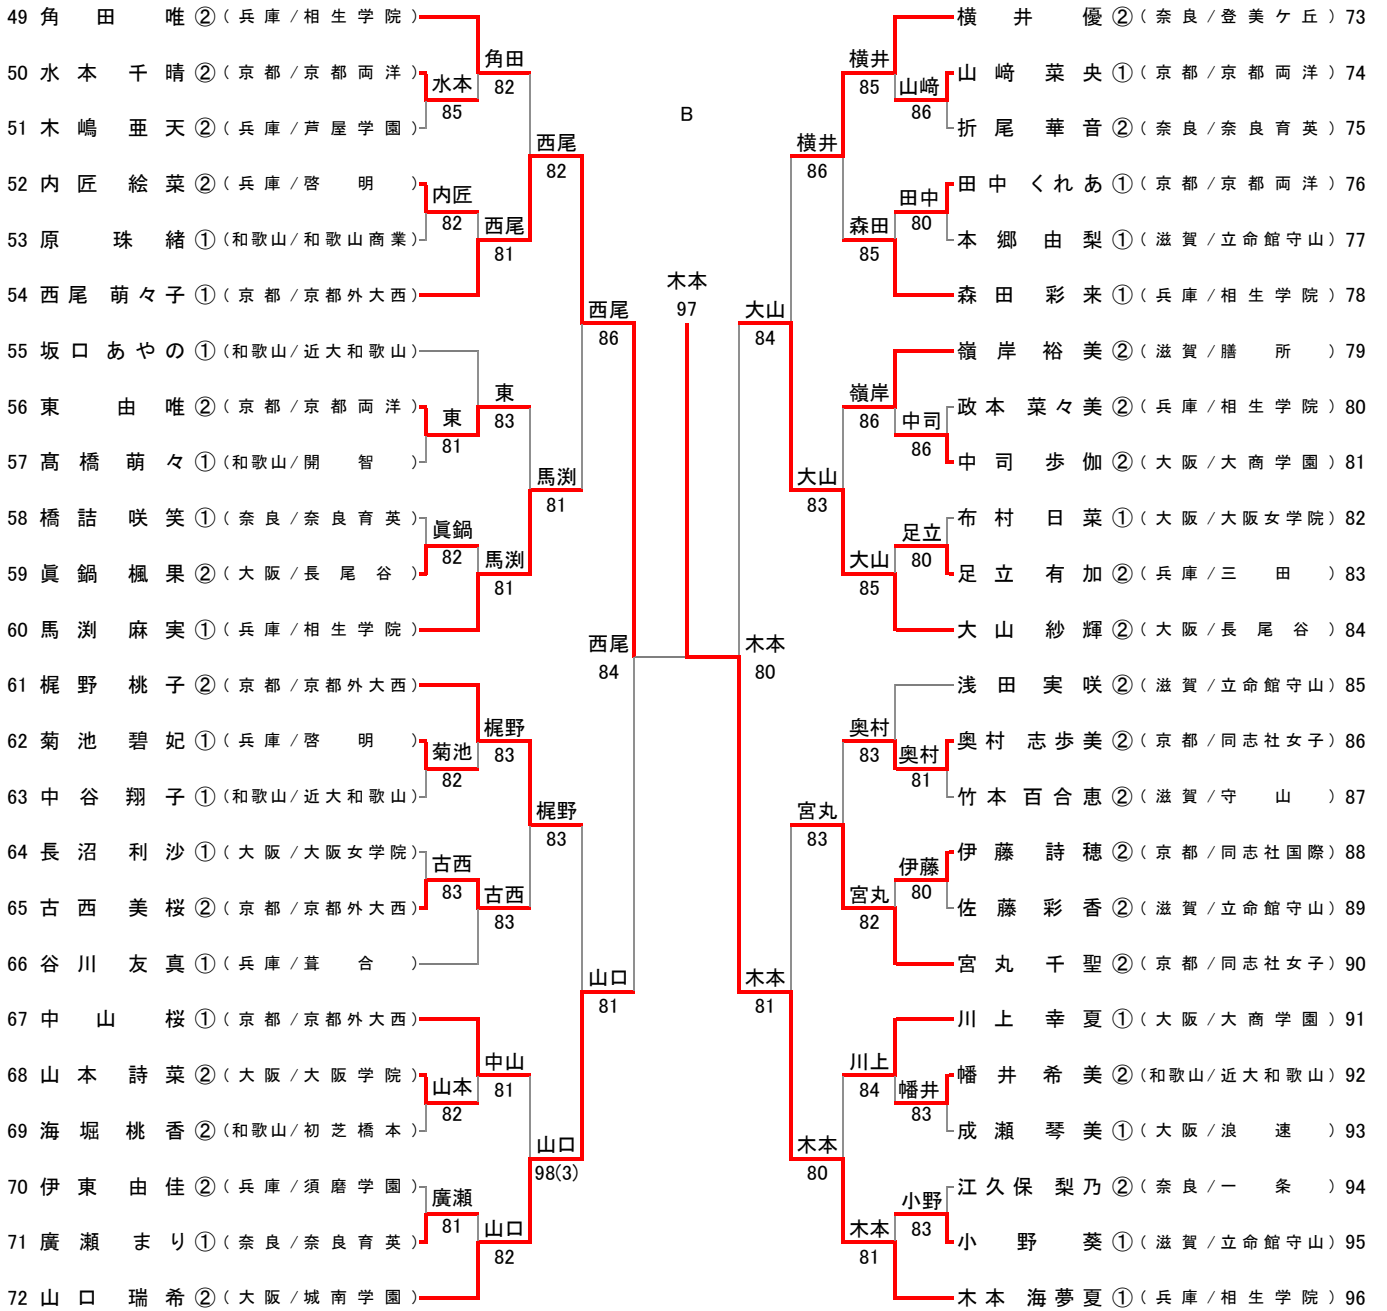 49 角田 唯 ② (兵庫/相生学院)
50 水本 千晴 ② (京都/京都両洋)
51 木嶋 亜天 ② (兵庫/芦屋学園)
52 内匠 絵菜 ② (兵庫/啓明)
53 原 珠緒 ① (和歌山/和歌山商業)
54 西尾 萌々子 ① (京都/京都外大西)
55 坂口 あやの ① (和歌山/近大和歌山)
56 東 由唯 ② (京都/京都両洋)
57 髙橋 萌々 ① (和歌山/開智)
58 橋詰 咲笑 ① (奈良/奈良育英)
59 眞鍋 楓果 ② (大阪/長尾谷)
60 馬渕 麻実 ① (兵庫/相生学院)
61 梶野 桃子 ② (京都/京都外大西)
62 菊池 碧妃 ① (兵庫/啓明)
63 中谷 翔子 ① (和歌山/近大和歌山)
64 長沼 利沙 ① (大阪/大阪女学院)
65 古西 美桜 ② (京都/京都外大西)
66 谷川 友真 ① (兵庫/葺合)
67 中山 桜 ① (京都/京都外大西)
68 山本 詩菜 ② (大阪/大阪学院)
69 海堀 桃香 ② (和歌山/初芝橋本)
70 伊東 由佳 ② (兵庫/須磨学園)
71 廣瀬 まり ① (奈良/奈良育英)
72 山口 瑞希 ② (大阪/城南学園)
水本
85
内匠
82
東
81
眞鍋
82
菊池
82
古西
83
山本
82
廣瀬
81
角田
82
西尾
81
東
83
馬渕
81
梶野
83
古西
83
中山
81
山口
82
西尾
82
馬渕
81
梶野
83
山口
98(3)
西尾
86
山口
81
西尾
84
B
木本
97
木本
80
大山
84
木本
81
横井
86
大山
83
宮丸
83
木本
80
横井
85
森田
85
嶺岸
86
大山
85
奥村
83
宮丸
82
川上
84
木本
81
山﨑
86
田中
80
中司
86
足立
80
奥村
81
伊藤
80
幡井
83
小野
83
横井 優 ② (奈良/登美ケ丘) 73
山﨑 菜央 ① (京都/京都両洋) 74
折尾 華音 ② (奈良/奈良育英) 75
田中 くれあ ① (京都/京都両洋) 76
本郷 由梨 ① (滋賀/立命館守山) 77
森田 彩来 ① (兵庫/相生学院) 78
嶺岸 裕美 ② (滋賀/膳所) 79
政本 菜々美 ② (兵庫/相生学院) 80
中司 歩伽 ② (大阪/大商学園) 81
布村 日菜 ① (大阪/大阪女学院) 82
足立 有加 ② (兵庫/三田) 83
大山 紗輝 ② (大阪/長尾谷) 84
浅田 実咲 ② (滋賀/立命館守山) 85
奥村 志歩美 ② (京都/同志社女子) 86
竹本 百合恵 ② (滋賀/守山) 87
伊藤 詩穂 ② (京都/同志社国際) 88
佐藤 彩香 ② (滋賀/立命館守山) 89
宮丸 千聖 ② (京都/同志社女子) 90
川上 幸夏 ① (大阪/大商学園) 91
幡井 希美 ② (和歌山/近大和歌山) 92
成瀬 琴美 ① (大阪/浪速) 93
江久保 梨乃 ② (奈良/一条) 94
小野 葵 ① (滋賀/立命館守山) 95
木本 海夢夏 ① (兵庫/相生学院) 96